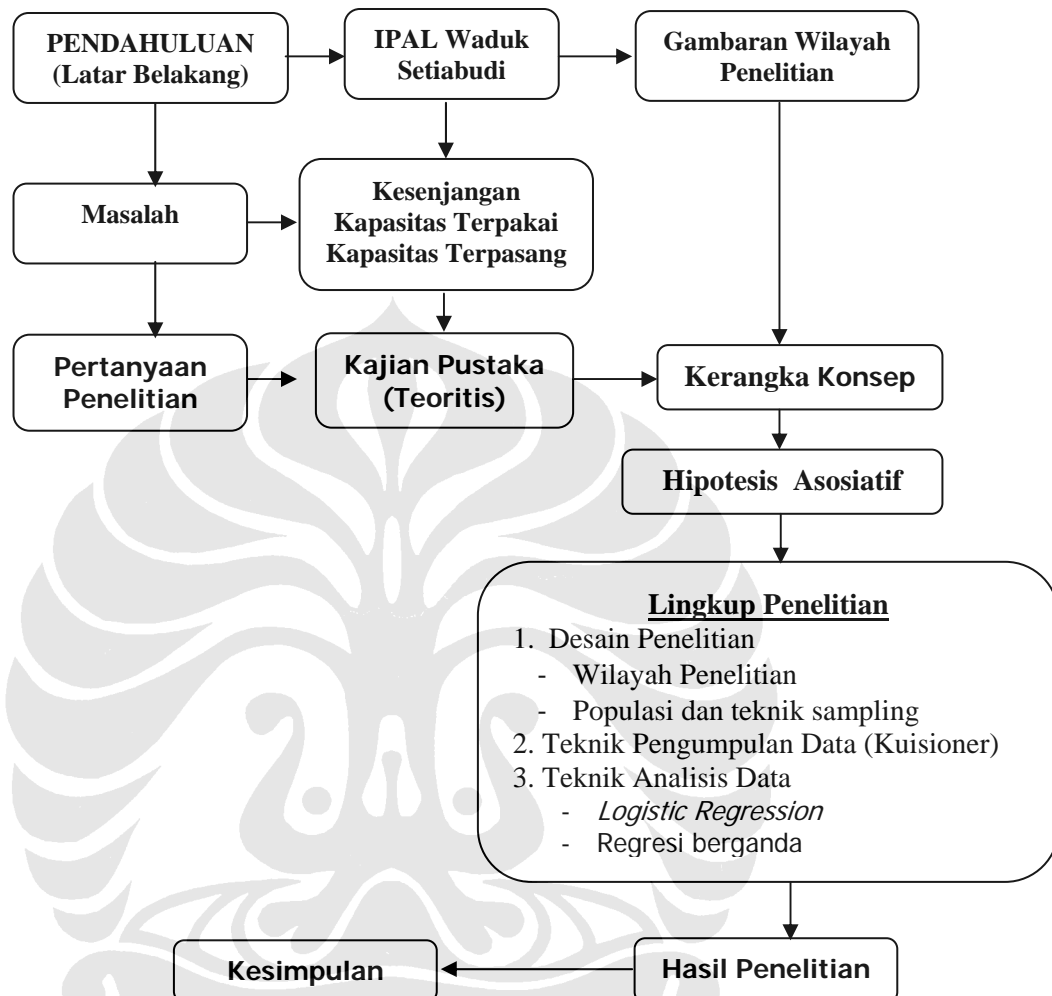 PENDAHULUAN
(Latar Belakang)
IPAL Waduk
Setiabudi
Gambaran Wilayah
Penelitian
Masalah
Kesenjangan
Kapasitas Terpakai
Kapasitas Terpasang
Pertanyaan
Penelitian
Kajian Pustaka
(Teoritis)
Kerangka Konsep
Hipotesis Asosiatif
Lingkup Penelitian
1. Desain Penelitian
- Wilayah Penelitian
- Populasi dan teknik sampling
2. Teknik Pengumpulan Data (Kuisioner)
3. Teknik Analisis Data
- Logistic Regression
- Regresi berganda
Kesimpulan
Hasil Penelitian